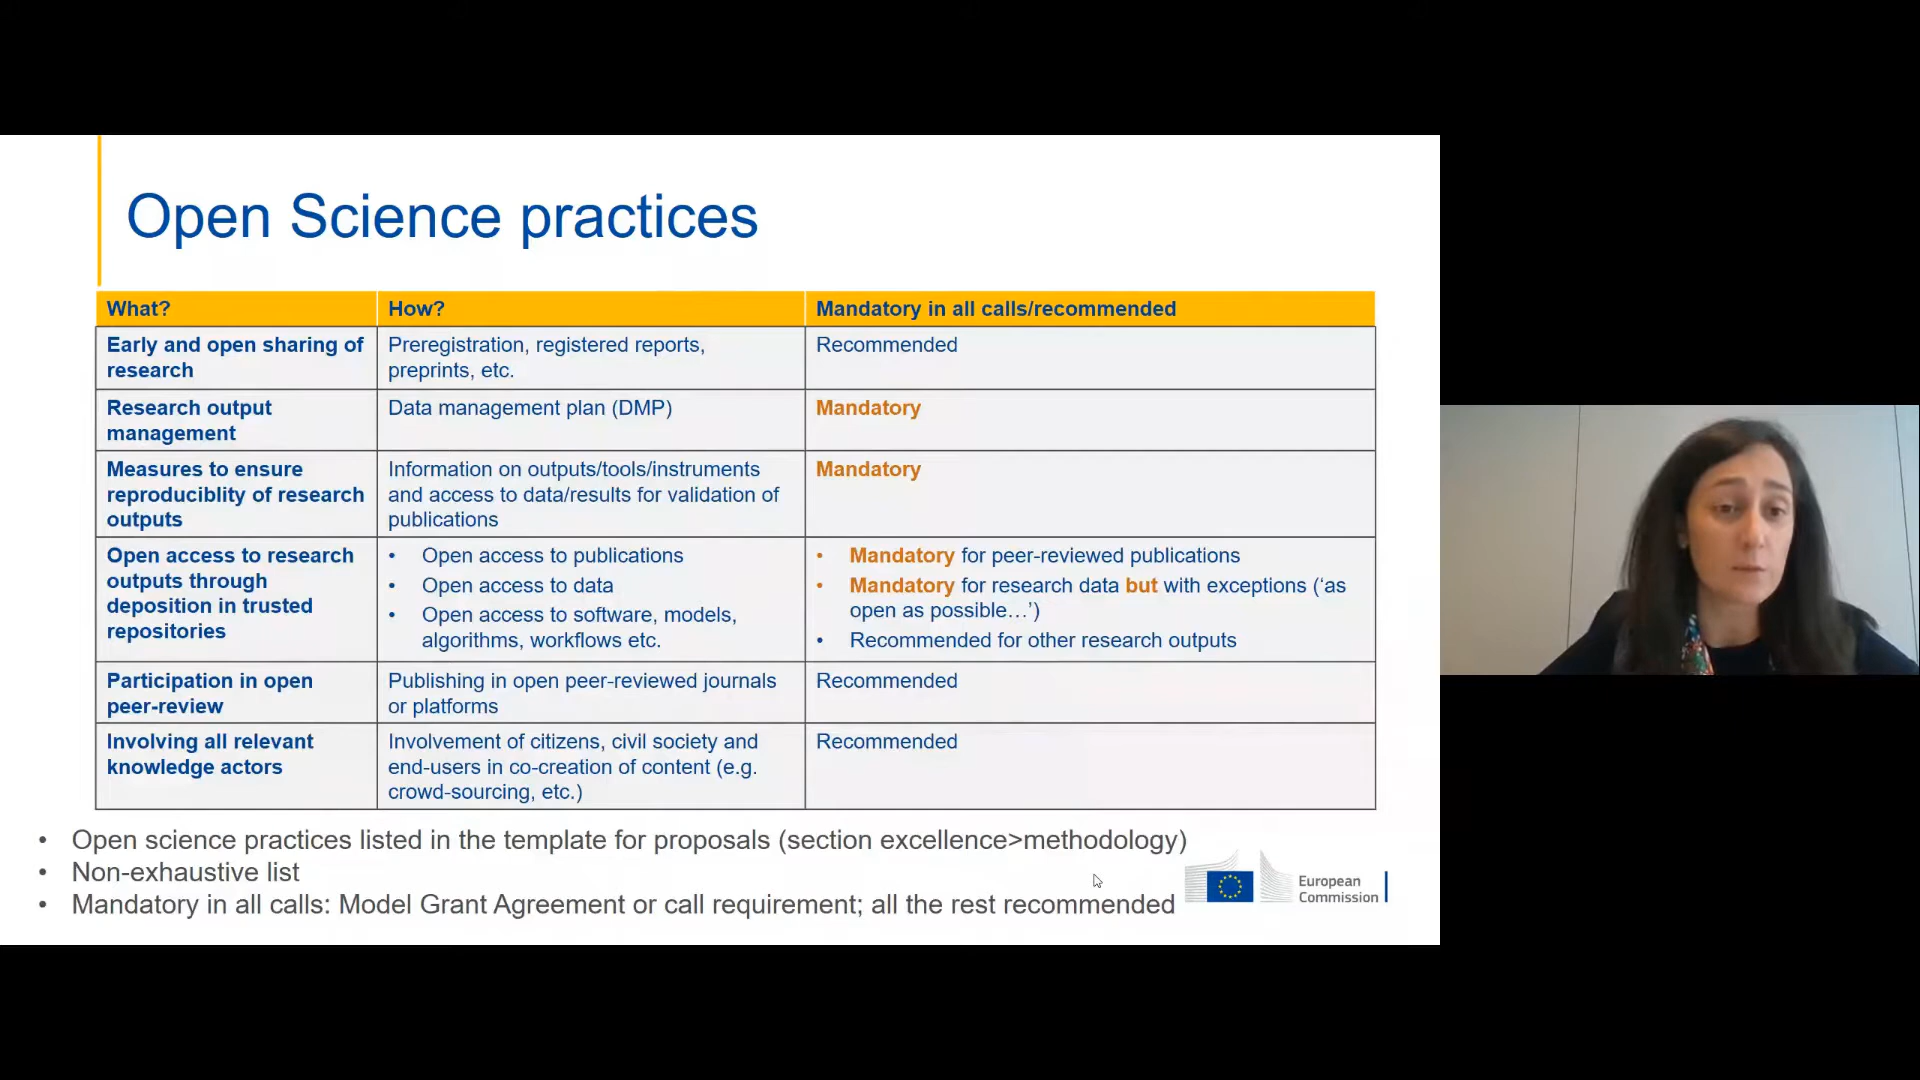 Open Science practices
What?
How?
Mandatory in all calls/recommended
Early and open sharing of
research
Preregistration, registered reports,
preprints, etc.
Recommended
Research output
management
Data management plan (DMP)
Mandatory
Measures to ensure
reproduciblity of research
outputs
Information on outputs/tools/instruments
and access to data/results for validation of
publications
Mandatory
Open access to research
outputs through
deposition in trusted
repositories
• Open access to publications
• Open access to data
• Open access to software, models,
algorithms, workflows etc.
• Mandatory for peer-reviewed publications
• Mandatory for research data but with exceptions (‘as
open as possible…’)
• Recommended for other research outputs
Participation in open
peer-review
Publishing in open peer-reviewed journals
or platforms
Recommended
Involving all relevant
knowledge actors
Involvement of citizens, civil society and
end-users in co-creation of content (e.g.
crowd-sourcing, etc.)
Recommended
• Open science practices listed in the template for proposals (section excellence>methodology)
• Non-exhaustive list
• Mandatory in all calls: Model Grant Agreement or call requirement; all the rest recommended
European
Commission